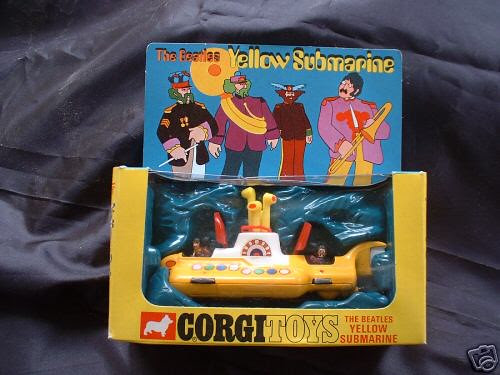 The Beatles Yellow Submarine
CORGI TOYS
THE BEATLES
YELLOW
SUBMARINE